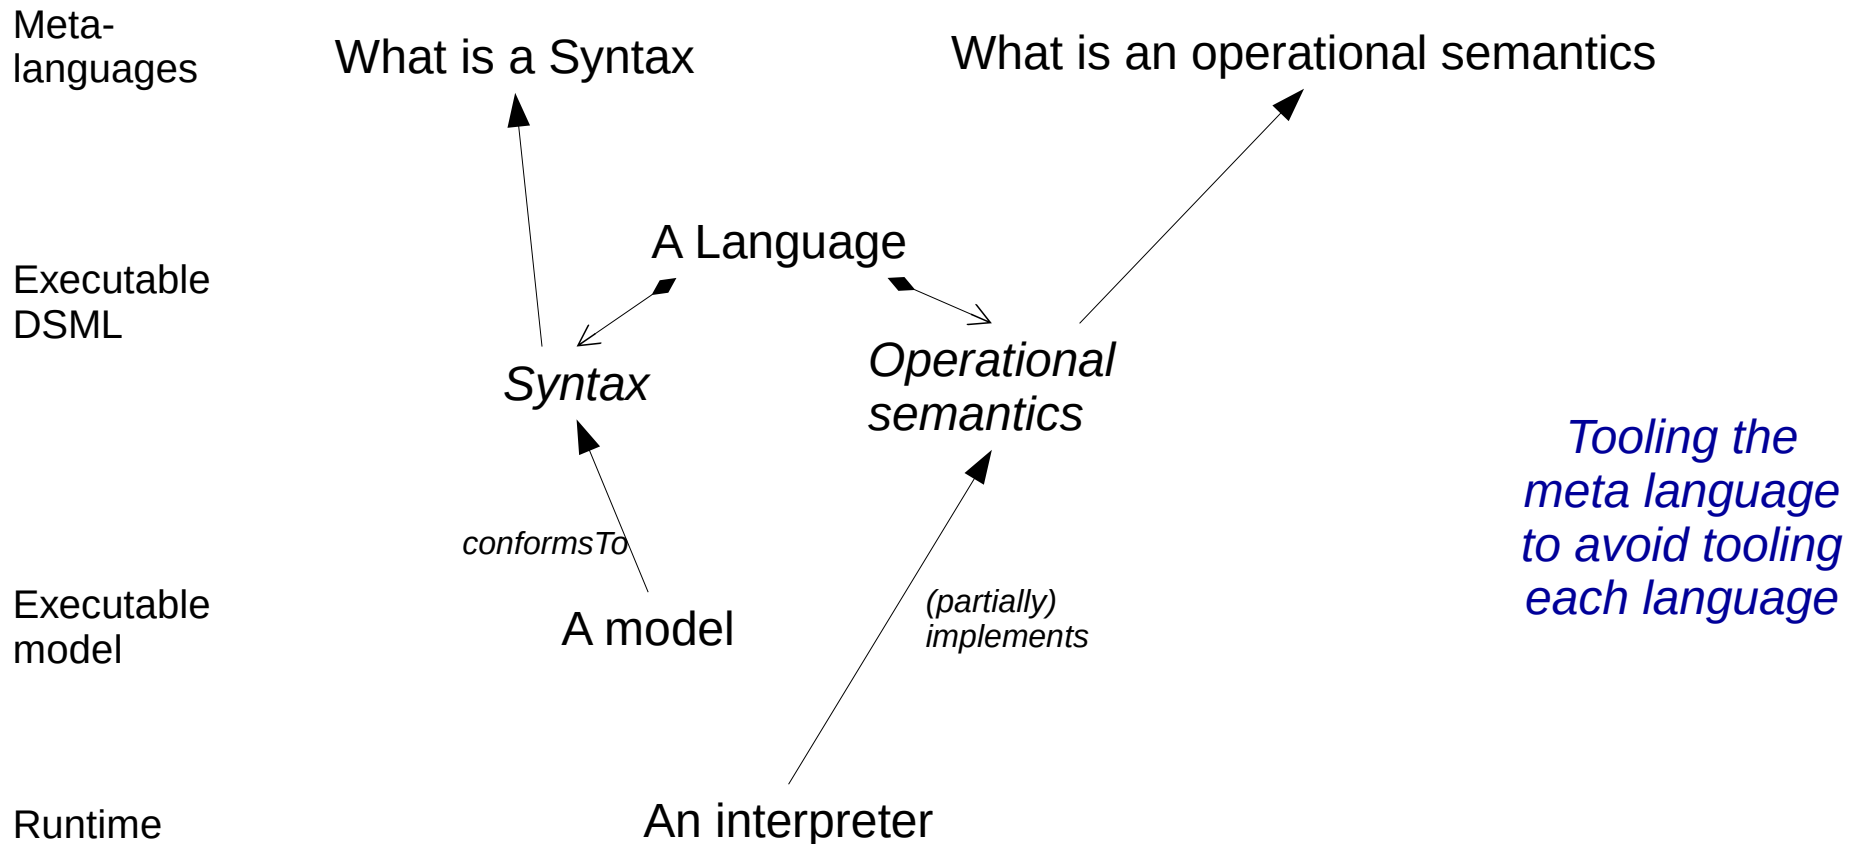 Meta-
languages
What is a Syntax
What is an operational semantics
A Language
Executable
DSML
Syntax
Operational
semantics
Tooling the
meta language
to avoid tooling
each language
conformsTo
Executable
model
A model
(partially)
implements
Runtime
An interpreter